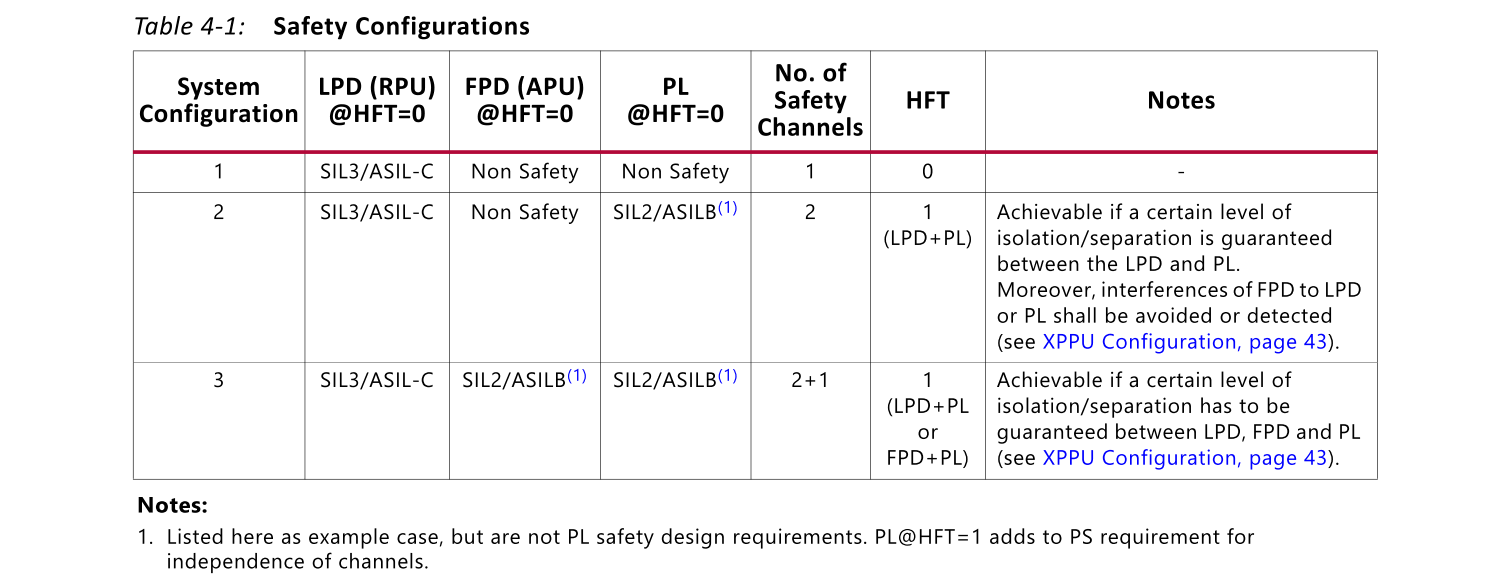 Table 4-1: Safety Configurations
System Configuration | LPD (RPU) @HFT=0 | FPD (APU) @HFT=0 | PL @HFT=0 | No. of Safety Channels | HFT | Notes
1 | SIL3/ASIL-C | Non Safety | Non Safety | 1 | 0 | -
2 | SIL3/ASIL-C | Non Safety | SIL2/ASILB(1) | 2 | 1 | Achievable if a certain level of
(LPD+PL) | isolation/separation is guaranteed
between the LPD and PL.
Moreover, interferences of FPD to LPD
or PL shall be avoided or detected
(see XPPU Configuration, page 43).
3 | SIL3/ASIL-C | SIL2/ASILB(1) | SIL2/ASILB(1) | 2+1 | 1 | Achievable if a certain level of
(LPD+PL | isolation/separation has to be
or | guaranteed between LPD, FPD and PL
FPD+PL) | (see XPPU Configuration, page 43).
Notes:
1. Listed here as example case, but are not PL safety design requirements. PL@HFT=1 adds to PS requirement for
independence of channels.